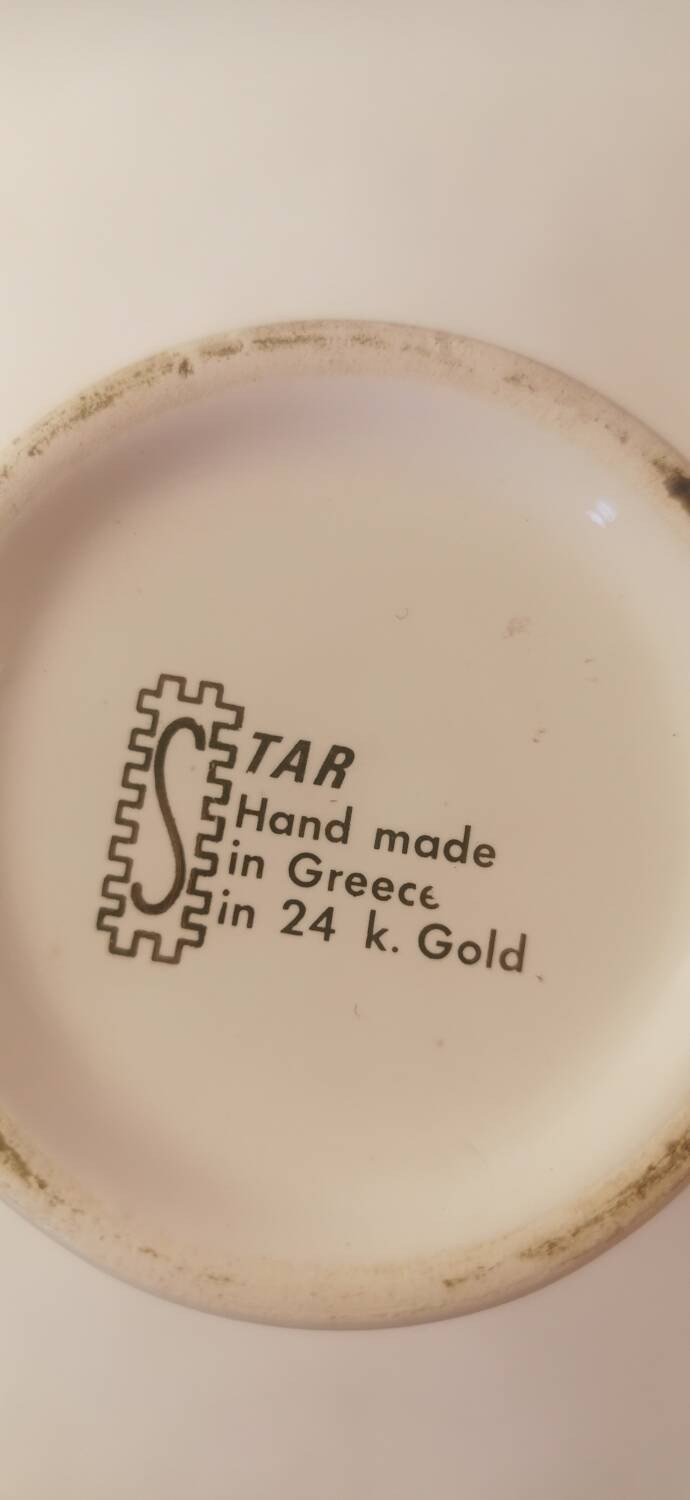 STAR
Hand made
in Greece
in 24 k. Gold